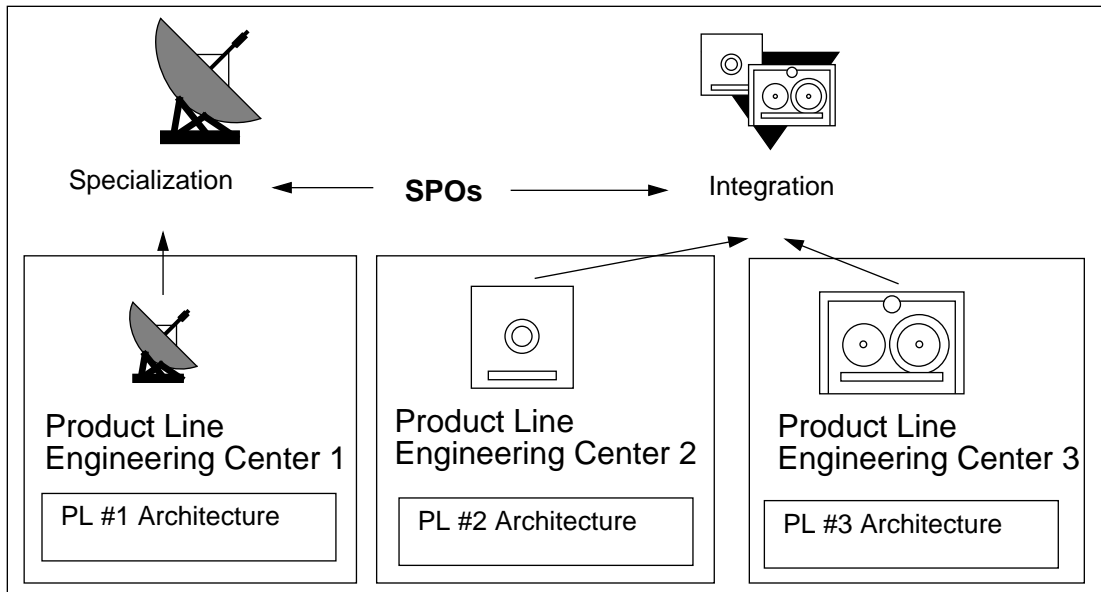 Specialization
SPOs
Integration
Product Line
Engineering Center 1
PL #1 Architecture
Product Line
Engineering Center 2
PL #2 Architecture
Product Line
Engineering Center 3
PL #3 Architecture